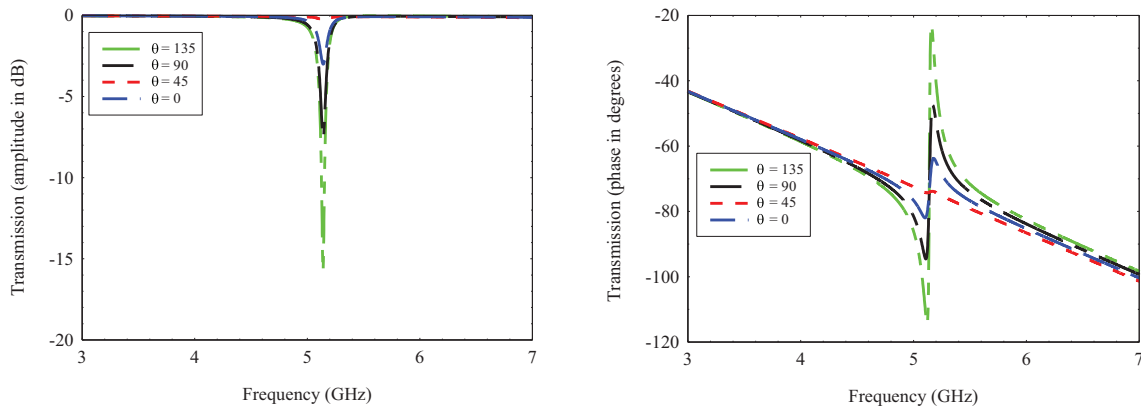 Transmission (amplitude in dB)
0
-5
-10
-15
-20
θ = 135
θ = 90
θ = 45
θ = 0
3
4
5
6
7
Frequency (GHz)
Transmission (phase in degrees)
-20
-40
-60
-80
-100
-120
θ = 135
θ = 90
θ = 45
θ = 0
3
4
5
6
7
Frequency (GHz)